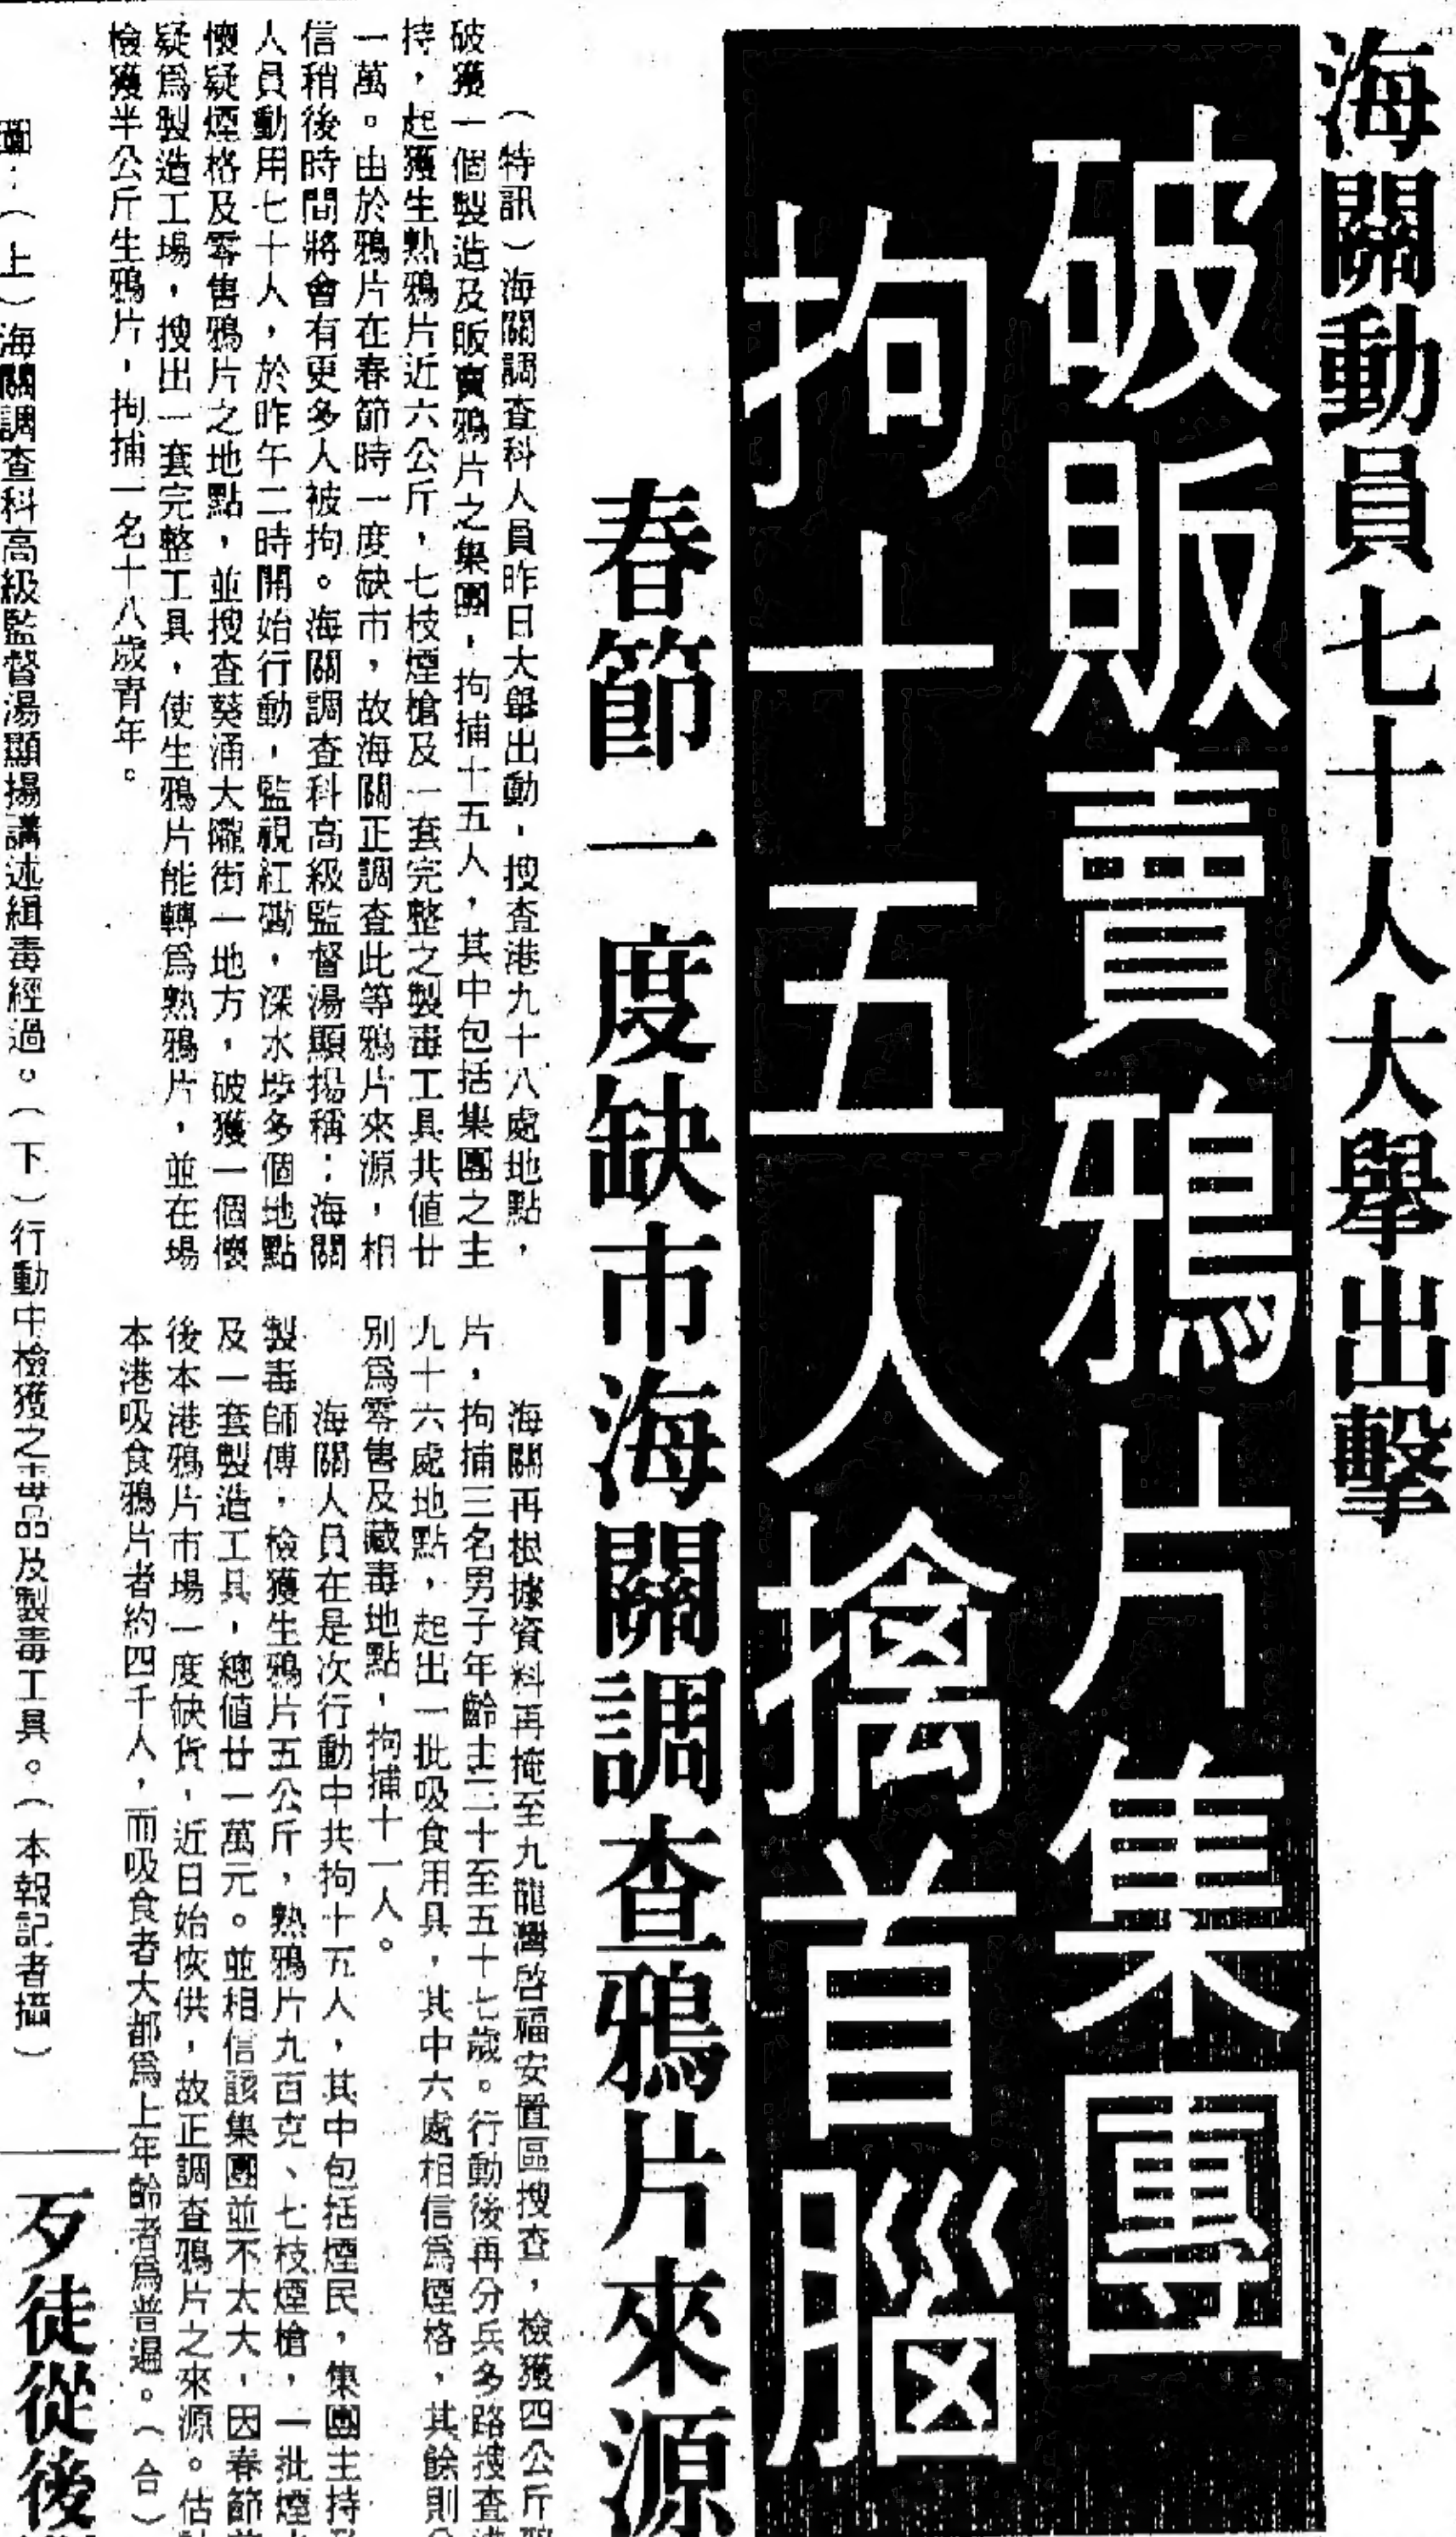 海關動員七十人大舉出擊
破販賣鴉片集團
拘十五人擒首腦
春節一度缺市海關調查鴉片來源
（特訊）海關調查科人員昨日大舉出動，搜查港九十八處地點，
破獲一個製造及販賣鴉片之集團，拘捕十五人，其中包括集團之主
持，起獲生熟鴉片近六公斤，七枝煙槍及一套完整之製毒工具共值廿
一萬。由於鴉片在春節時一度缺市，故海關正調查此等鴉片來源，相
信稍後時間將會有更多人被拘。海關調查科高級監督湯顯揚稱：海關
人員動用七十人，於昨午二時開始行動，監視紅磡，深水埗多個地點
懷疑煙格及零售鴉片之地點，並搜查葵涌大隴街一地方，破獲一個懷
疑爲製造工場，搜出一套完整工具，使生鴉片能轉爲熟鴉片，並在場
檢獲半公斤生鴉片，拘捕一名十八歲青年。
海關再根據資料再掩至九龍灣啓福安置區搜查，檢獲四公斤
片，拘捕三名男子年齡士二十至五十七歲。行動後再分兵多路搜查
九十六處地點，起出一批吸食用具，其中六處相信爲煙格，其餘則
別爲零售及藏毒地點，拘捕十一人。
海關人員在是次行動中共拘十五人，其中包括煙民，集團主持
製毒師傅，檢獲生鴉片五公斤，熟鴉片九百克、七枝煙槍，一批煙
及一套製造工具，總值廿一萬元。並相信該集團並不太大，因春節
後本港鴉片市場一度缺貨，近日始恢供，故正調查鴉片之來源。估
本港吸食鴉片者約四千人，而吸食者大都爲上年齡者爲普遍。（合）
圖：（上）海關調查科高級監督湯顯揚講述緝毒經過。（下）行動中檢獲之毒品及製毒工具。（本報記者攝）
歹徒從後